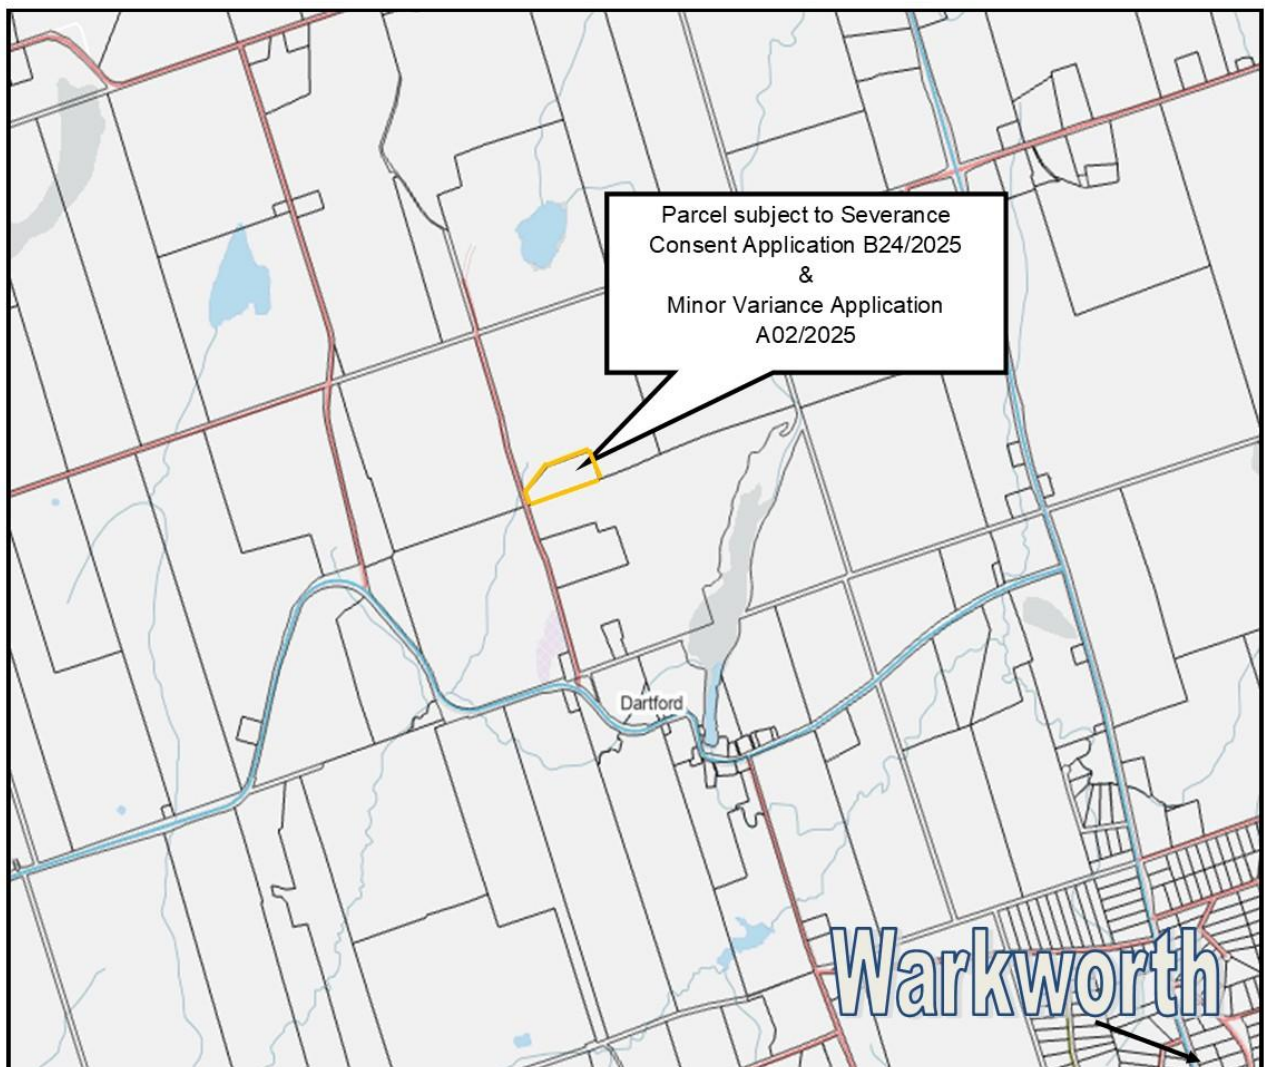 Parcel subject to Severance
Consent Application B24/2025
&
Minor Variance Application
A02/2025
Dartford
Warkworth